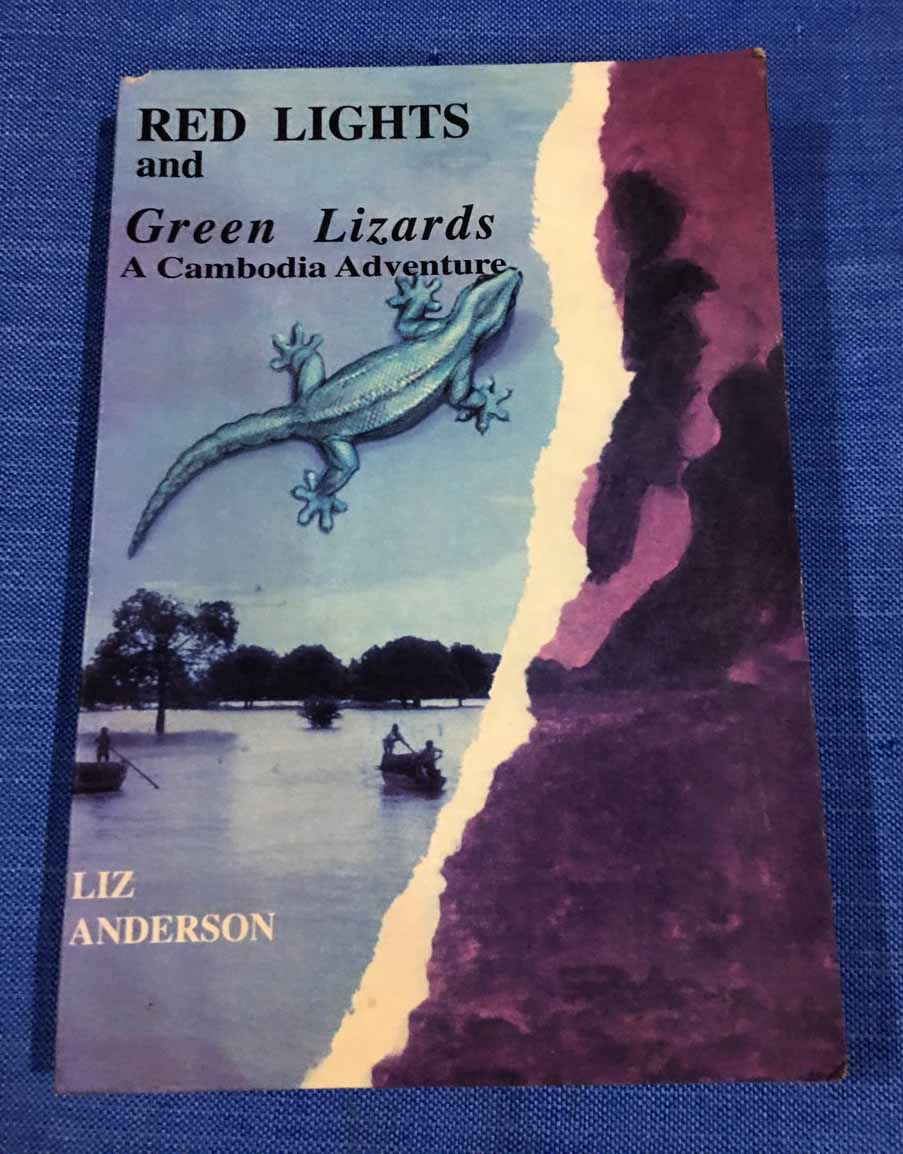 RED LIGHTS
and
Green Lizards
A Cambodia Adventure
LIZ
ANDERSON